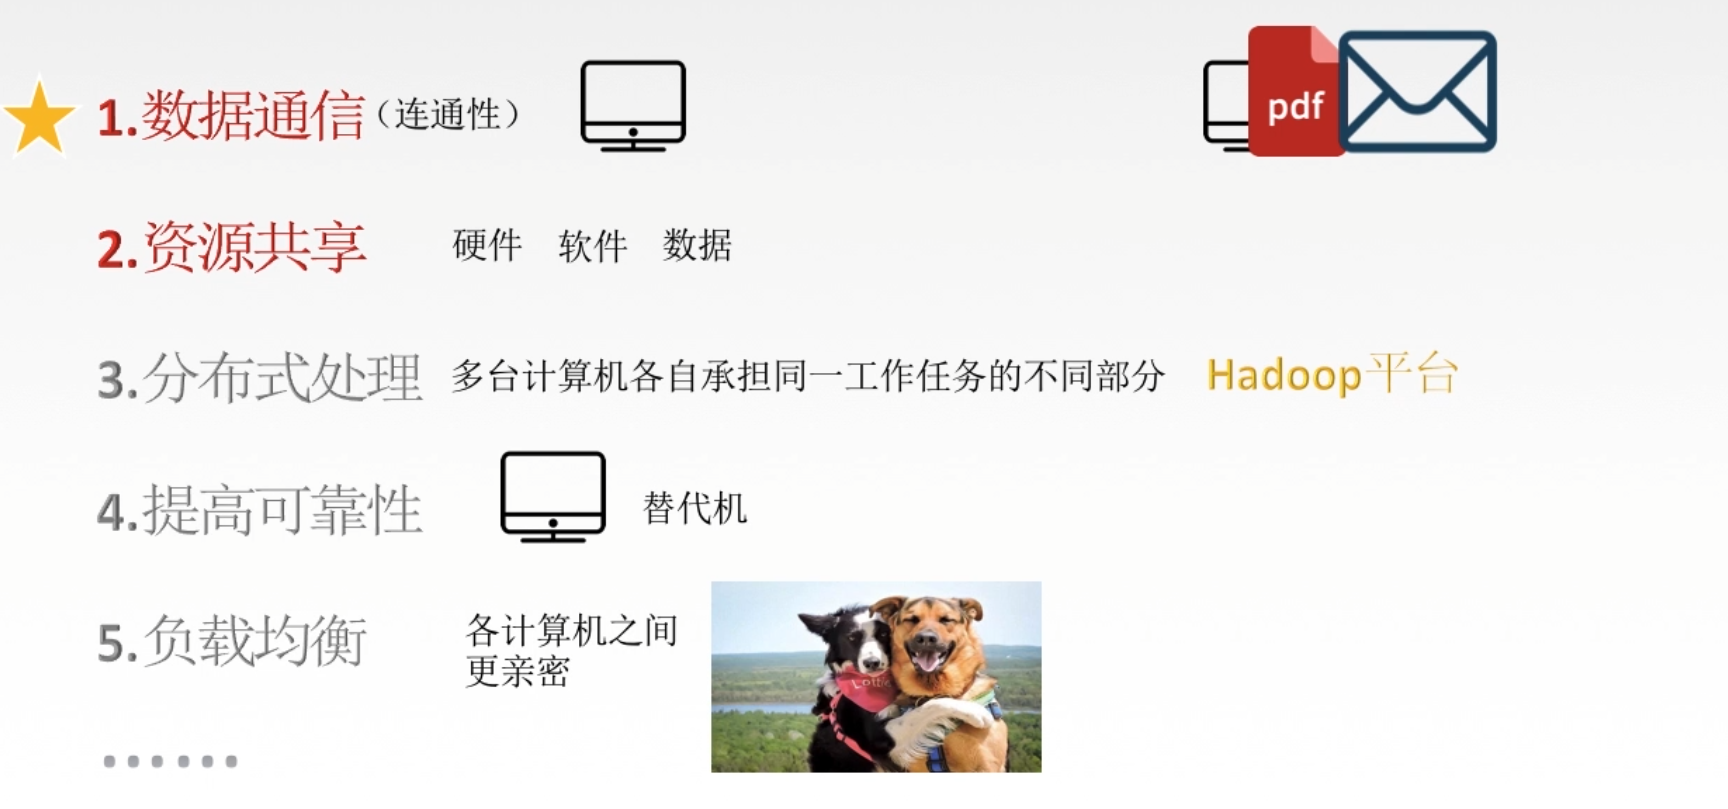 1.数据通信（连通性）
pdf
2.资源共享 硬件 软件 数据
3.分布式处理 多台计算机各自承担同一工作任务的不同部分 Hadoop平台
4.提高可靠性 替代机
5.负载均衡 各计算机之间
更亲密
Lottie
......